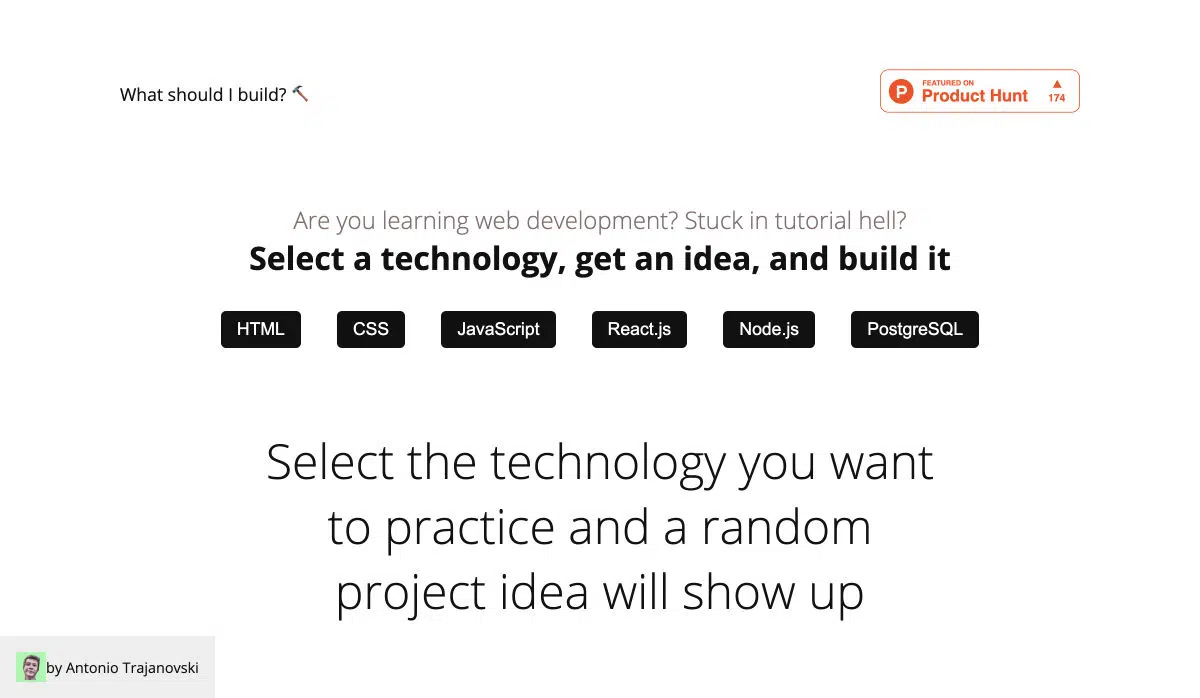 What should I build? 🔨
FEATURED ON
Product Hunt
174
Are you learning web development? Stuck in tutorial hell?
Select a technology, get an idea, and build it
HTML CSS JavaScript React.js Node.js PostgreSQL
Select the technology you want
to practice and a random
project idea will show up
by Antonio Trajanovski